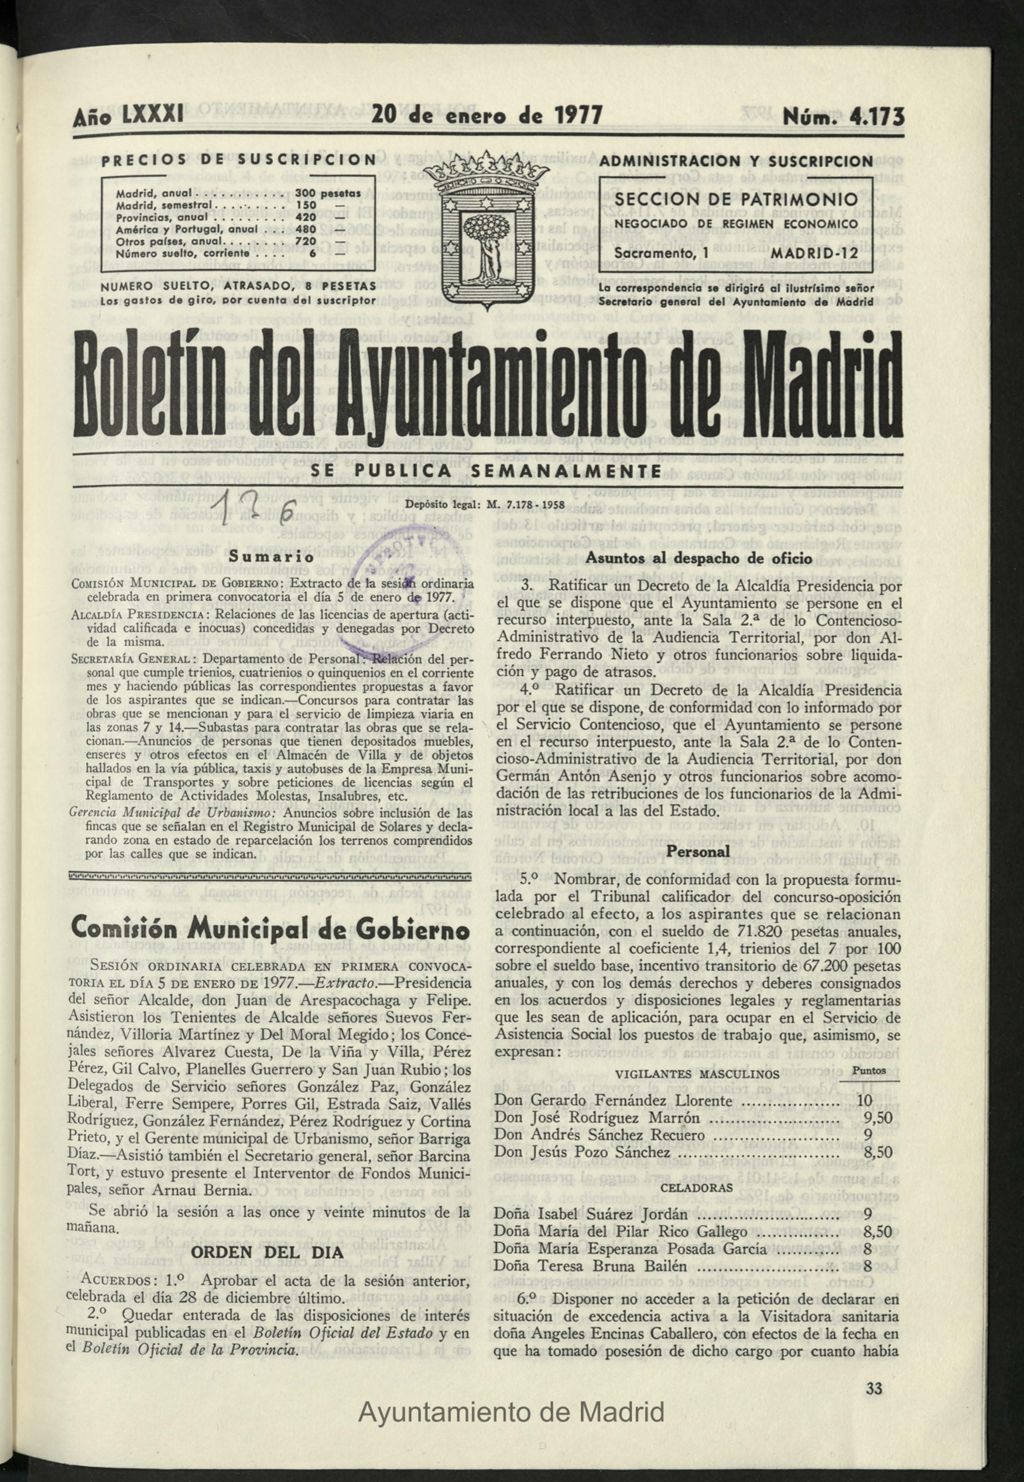 Año LXXXI 20 de enero de 1977 Núm. 4.173
PRECIOS DE SUSCRIPCION
Madrid, anual . . . . . . . . . . . 300 pesetas
Madrid, semestral . . . . . . . . . 150 —
Provincias, anual . . . . . . . . . 420 —
América y Portugal, anual . . . 480 —
Otros países, anual. . . . . . . . 720 —
Número suelto, corriente . . . . 6 —
NUMERO SUELTO, ATRASADO, 8 PESETAS
Los gastos de giro, por cuenta del suscriptor
ADMINISTRACION Y SUSCRIPCION
SECCION DE PATRIMONIO
NEGOCIADO DE REGIMEN ECONOMICO
Sacramento, 1 MADRID-12
La correspondencia se dirigirá al ilustrísimo señor
Secretario general del Ayuntamiento de Madrid
Boletín del Ayuntamiento de Madrid
SE PUBLICA SEMANALMENTE
Depósito legal: M. 7.178 - 1958
136
Sumario
COMISIÓN MUNICIPAL DE GOBIERNO: Extracto de la sesión ordinaria
celebrada en primera convocatoria el día 5 de enero de 1977.
ALCALDÍA PRESIDENCIA: Relaciones de las licencias de apertura (acti-
vidad calificada e inocuas) concedidas y denegadas por Decreto
de la misma.
SECRETARÍA GENERAL: Departamento de Personal: Relación del per-
sonal que cumple trienios, cuatrienios o quinquenios en el corriente
mes y haciendo públicas las correspondientes propuestas a favor
de los aspirantes que se indican.—Concursos para contratar las
obras que se mencionan y para el servicio de limpieza viaria en
las zonas 7 y 14.—Subastas para contratar las obras que se rela-
cionan.—Anuncios de personas que tienen depositados muebles,
enseres y otros efectos en el Almacén de Villa y de objetos
hallados en la vía pública, taxis y autobuses de la Empresa Muni-
cipal de Transportes y sobre peticiones de licencias según el
Reglamento de Actividades Molestas, Insalubres, etc.
Gerencia Municipal de Urbanismo: Anuncios sobre inclusión de las
fincas que se señalan en el Registro Municipal de Solares y decla-
rando zona en estado de reparcelación los terrenos comprendidos
por las calles que se indican.
Comisión Municipal de Gobierno
SESIÓN ORDINARIA CELEBRADA EN PRIMERA CONVOCA-
TORIA EL DÍA 5 DE ENERO DE 1977.—Extracto.—Presidencia
del señor Alcalde, don Juan de Arespacochaga y Felipe.
Asistieron los Tenientes de Alcalde señores Suevos Fer-
nández, Villoria Martínez y Del Moral Megido; los Conce-
jales señores Alvarez Cuesta, De la Viña y Villa, Pérez
Pérez, Gil Calvo, Planelles Guerrero y San Juan Rubio; los
Delegados de Servicio señores González Paz, González
Liberal, Ferre Sempere, Porres Gil, Estrada Saiz, Vallés
Rodríguez, González Fernández, Pérez Rodríguez y Cortina
Prieto, y el Gerente municipal de Urbanismo, señor Barriga
Díaz.—Asistió también el Secretario general, señor Barcina
Tort, y estuvo presente el Interventor de Fondos Munici-
pales, señor Arnau Bernia.
Se abrió la sesión a las once y veinte minutos de la
mañana.
ORDEN DEL DIA
ACUERDOS: 1.º Aprobar el acta de la sesión anterior,
celebrada el día 28 de diciembre último.
2.º Quedar enterada de las disposiciones de interés
municipal publicadas en el Boletín Oficial del Estado y en
el Boletín Oficial de la Provincia.
Asuntos al despacho de oficio
3. Ratificar un Decreto de la Alcaldía Presidencia por
el que se dispone que el Ayuntamiento se persone en el
recurso interpuesto, ante la Sala 2.ª de lo Contencioso-
Administrativo de la Audiencia Territorial, por don Al-
fredo Ferrando Nieto y otros funcionarios sobre liquida-
ción y pago de atrasos.
4.º Ratificar un Decreto de la Alcaldía Presidencia
por el que se dispone, de conformidad con lo informado por
el Servicio Contencioso, que el Ayuntamiento se persone
en el recurso interpuesto, ante la Sala 2.ª de lo Conten-
cioso-Administrativo de la Audiencia Territorial, por don
Germán Antón Asenjo y otros funcionarios sobre acomo-
dación de las retribuciones de los funcionarios de la Admi-
nistración local a las del Estado.
Personal
5.º Nombrar, de conformidad con la propuesta formu-
lada por el Tribunal calificador del concurso-oposición
celebrado al efecto, a los aspirantes que se relacionan
a continuación, con el sueldo de 71.820 pesetas anuales,
correspondiente al coeficiente 1,4, trienios del 7 por 100
sobre el sueldo base, incentivo transitorio de 67.200 pesetas
anuales, y con los demás derechos y deberes consignados
en los acuerdos y disposiciones legales y reglamentarias
que les sean de aplicación, para ocupar en el Servicio de
Asistencia Social los puestos de trabajo que, asimismo, se
expresan:
VIGILANTES MASCULINOS Puntos
Don Gerardo Fernández Llorente ................... 10
Don José Rodríguez Marrón ......................... 9,50
Don Andrés Sánchez Recuero ........................ 9
Don Jesús Pozo Sánchez ............................... 8,50
CELADORAS
Doña Isabel Suárez Jordán ........................... 9
Doña María del Pilar Rico Gallego ................ 8,50
Doña María Esperanza Posada García ............ 8
Doña Teresa Bruna Bailén ........................... 8
6.º Disponer no acceder a la petición de declarar en
situación de excedencia activa a la Visitadora sanitaria
doña Angeles Encinas Caballero, con efectos de la fecha en
que ha tomado posesión de dicho cargo por cuanto había
33
Ayuntamiento de Madrid